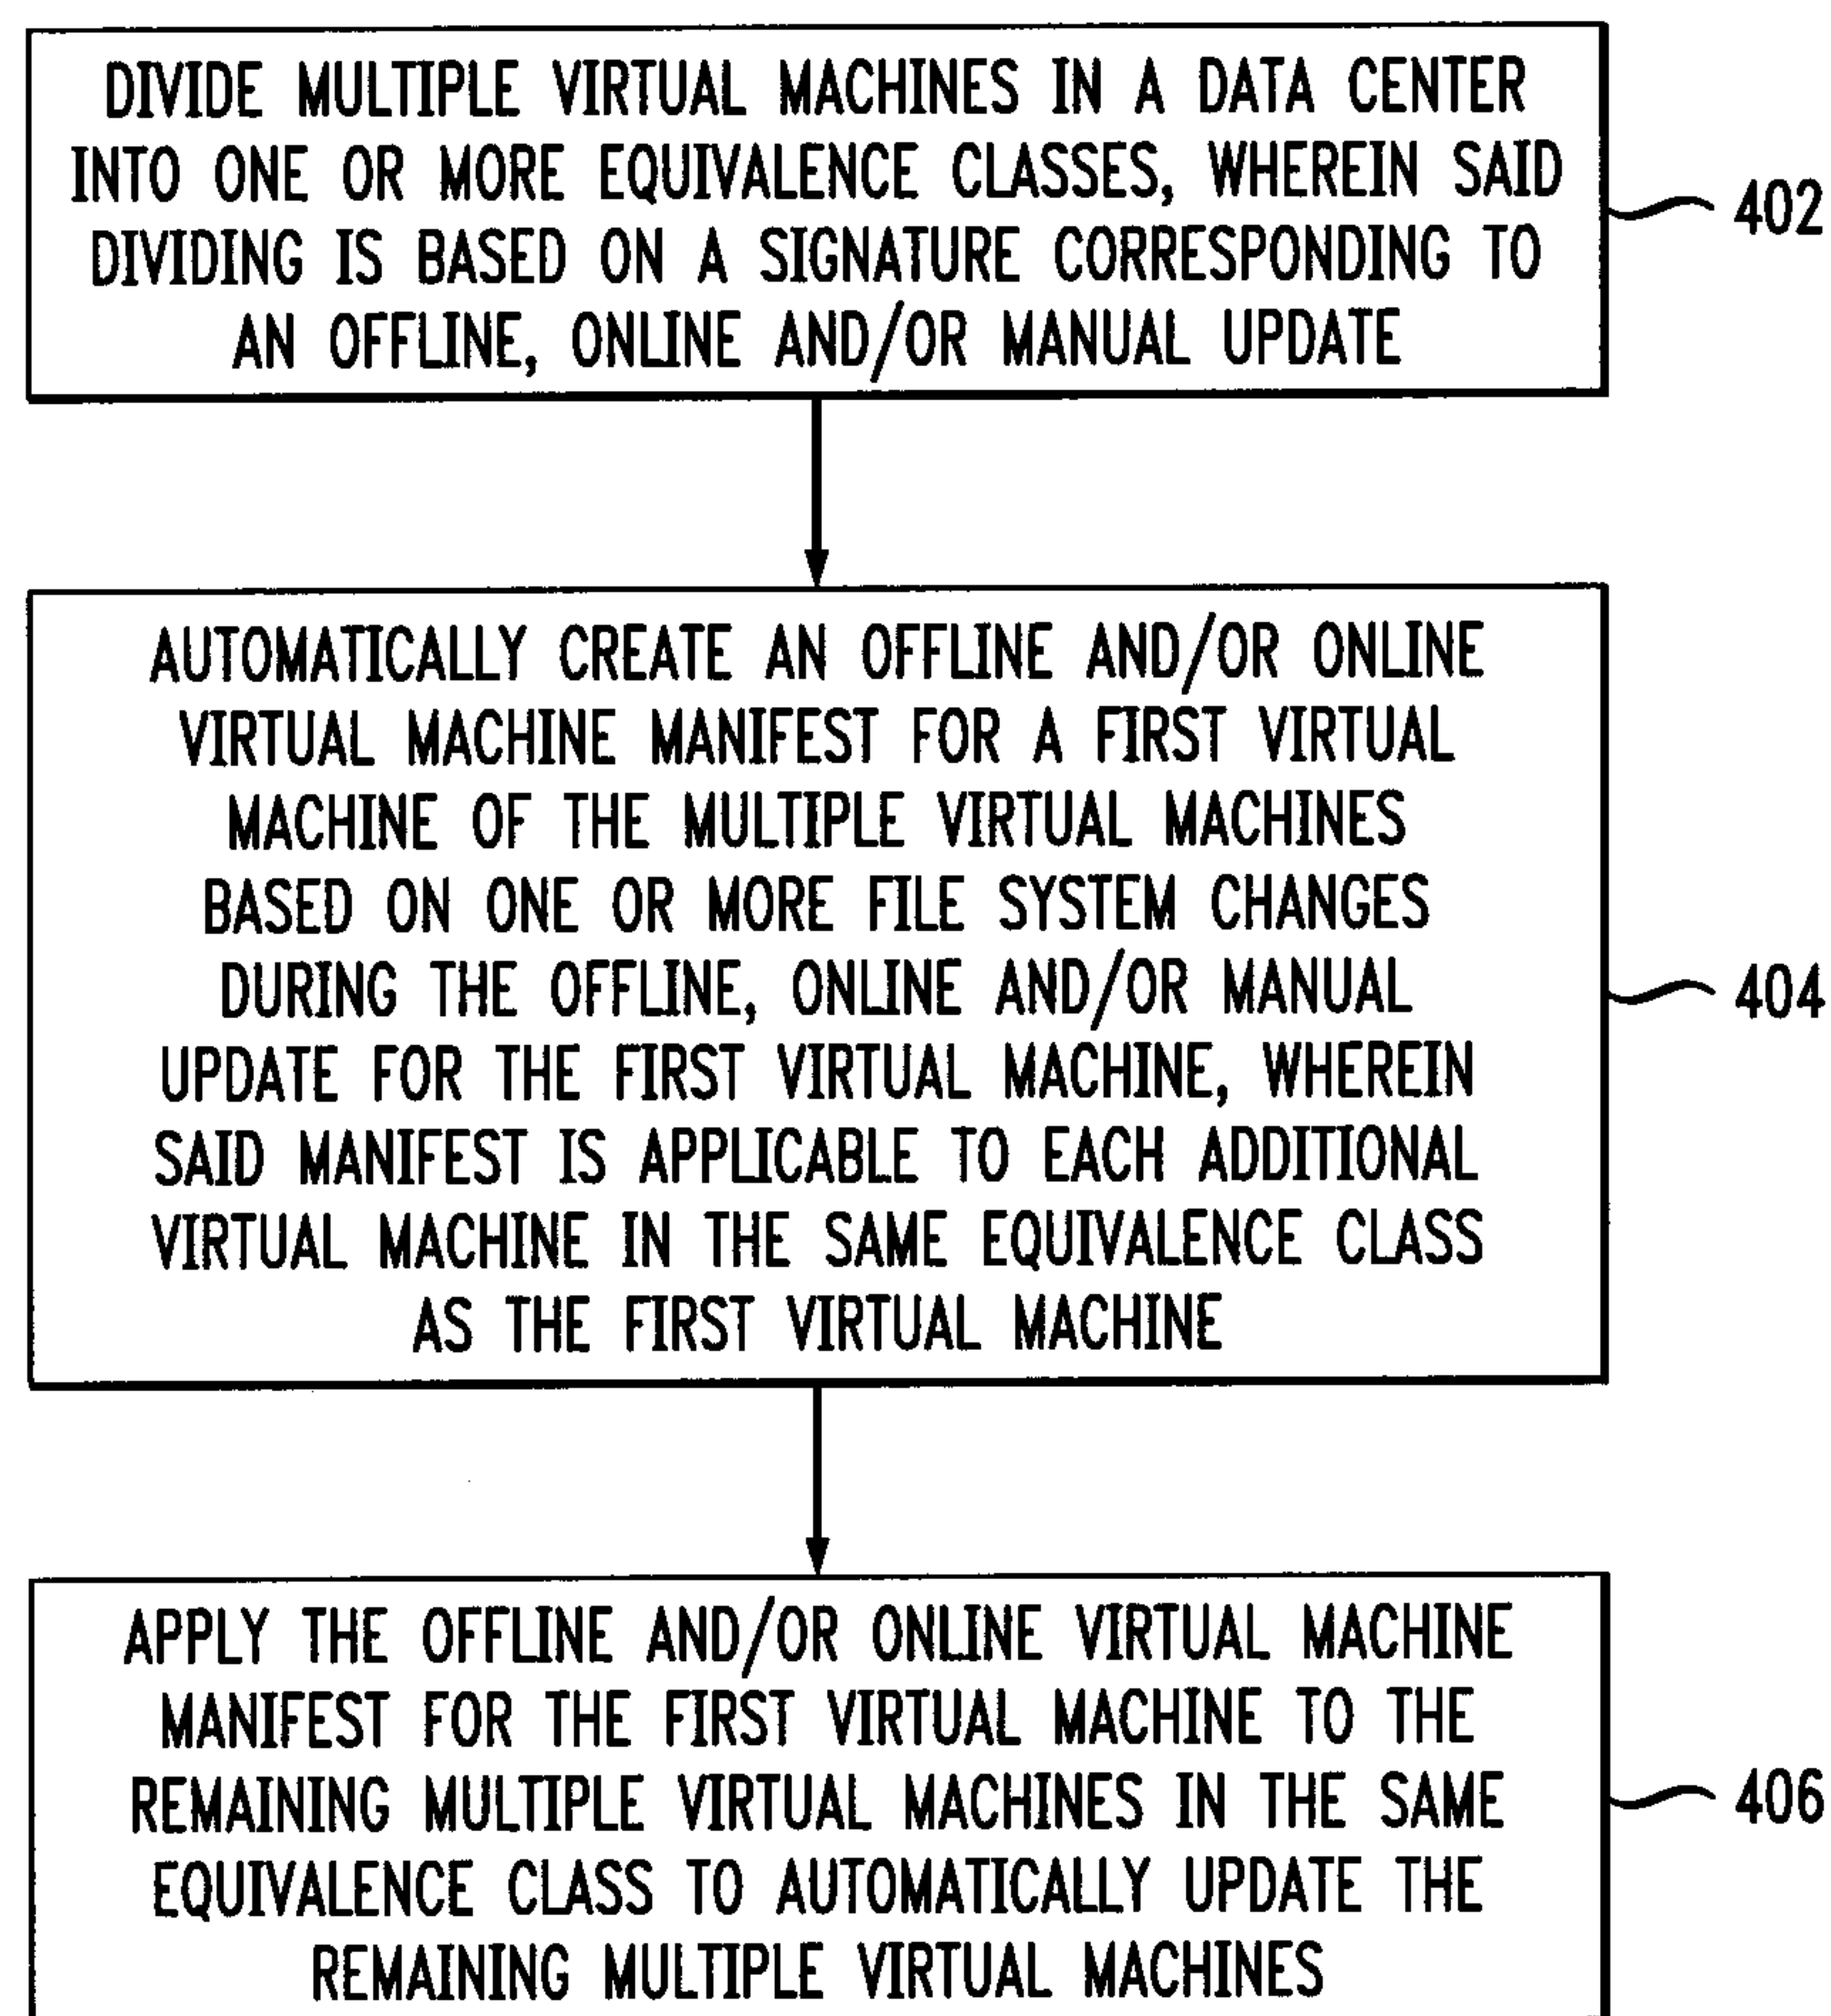 DIVIDE MULTIPLE VIRTUAL MACHINES IN A DATA CENTER
INTO ONE OR MORE EQUIVALENCE CLASSES, WHEREIN SAID
DIVIDING IS BASED ON A SIGNATURE CORRESPONDING TO
AN OFFLINE, ONLINE AND/OR MANUAL UPDATE
402
AUTOMATICALLY CREATE AN OFFLINE AND/OR ONLINE
VIRTUAL MACHINE MANIFEST FOR A FIRST VIRTUAL
MACHINE OF THE MULTIPLE VIRTUAL MACHINES
BASED ON ONE OR MORE FILE SYSTEM CHANGES
DURING THE OFFLINE, ONLINE AND/OR MANUAL
UPDATE FOR THE FIRST VIRTUAL MACHINE, WHEREIN
SAID MANIFEST IS APPLICABLE TO EACH ADDITIONAL
VIRTUAL MACHINE IN THE SAME EQUIVALENCE CLASS
AS THE FIRST VIRTUAL MACHINE
404
APPLY THE OFFLINE AND/OR ONLINE VIRTUAL MACHINE
MANIFEST FOR THE FIRST VIRTUAL MACHINE TO THE
REMAINING MULTIPLE VIRTUAL MACHINES IN THE SAME
EQUIVALENCE CLASS TO AUTOMATICALLY UPDATE THE
REMAINING MULTIPLE VIRTUAL MACHINES
406